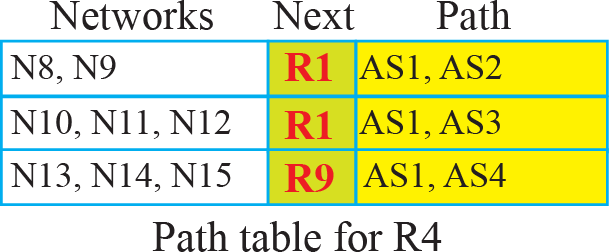 Networks Next Path
N8, N9 R1 AS1, AS2
N10, N11, N12 R1 AS1, AS3
N13, N14, N15 R9 AS1, AS4
Path table for R4